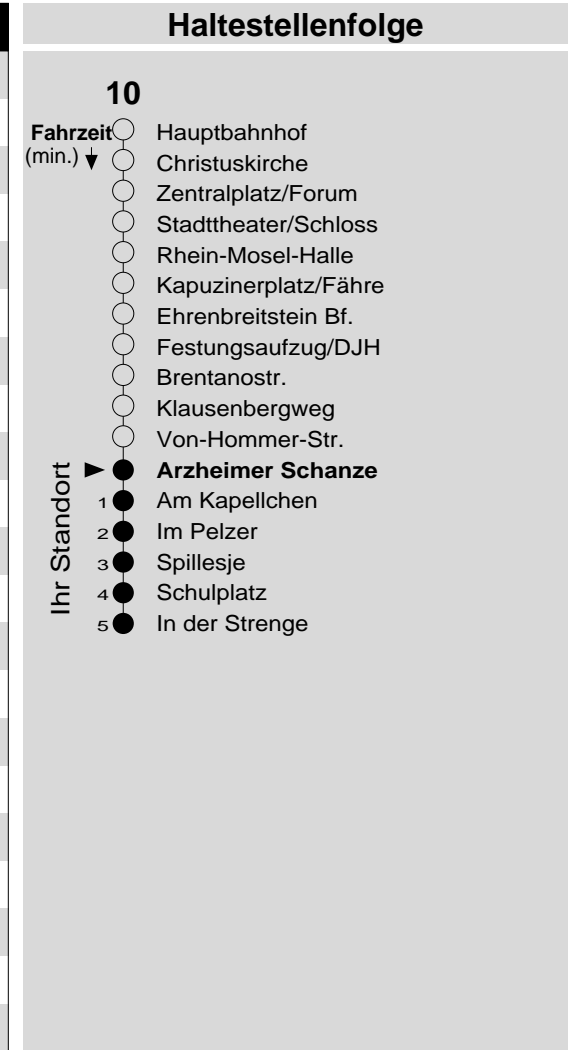 Haltestellenfolge
10
Fahrzeit Hauptbahnhof
(min.) Christuskirche
Zentralplatz/Forum
Stadttheater/Schloss
Rhein-Mosel-Halle
Kapuzinerplatz/Fähre
Ehrenbreitstein Bf.
Festungsaufzug/DJH
Brentanostr.
Klausenbergweg
Von-Hommer-Str.
Ihr Standort
Arzheimer Schanze
1 Am Kapellchen
2 Im Pelzer
3 Spillesje
4 Schulplatz
5 In der Strenge